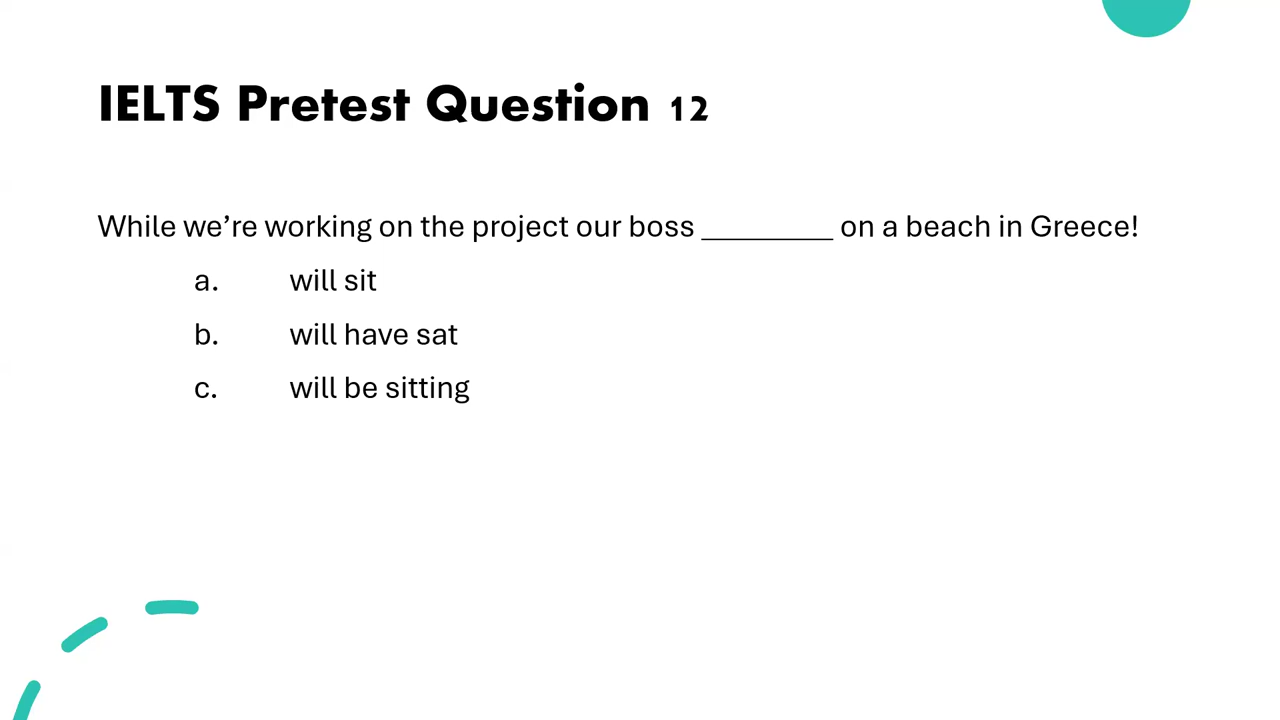 IELTS Pretest Question 12
While we’re working on the project our boss _________ on a beach in Greece!
a. will sit
b. will have sat
c. will be sitting